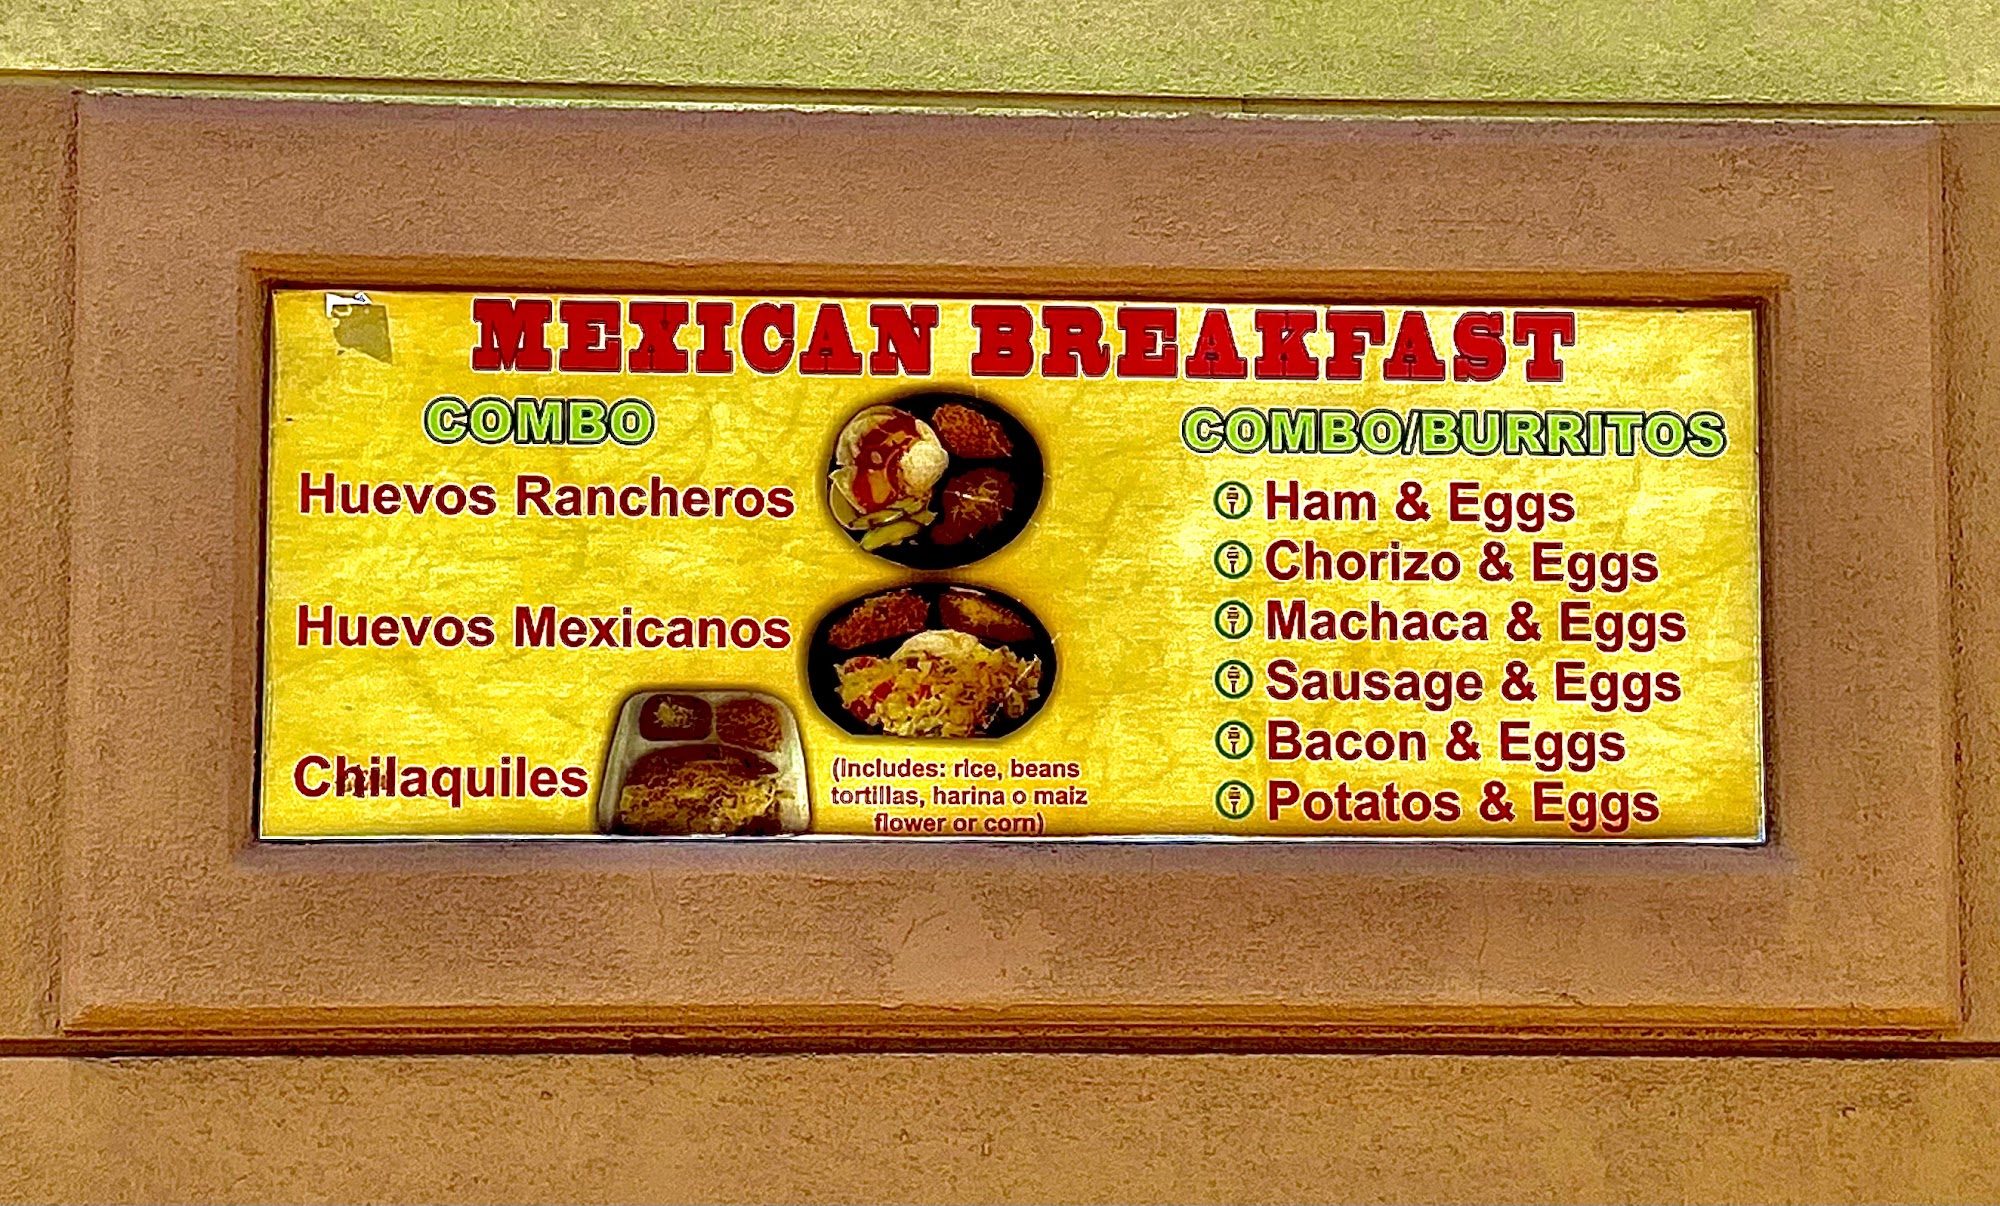 MEXICAN BREAKFAST
COMBO
Huevos Rancheros
Huevos Mexicanos
Chilaquiles
(Includes: rice, beans
tortillas, harina o maiz
flower or corn)
COMBO/BURRITOS
Ham & Eggs
Chorizo & Eggs
Machaca & Eggs
Sausage & Eggs
Bacon & Eggs
Potatos & Eggs